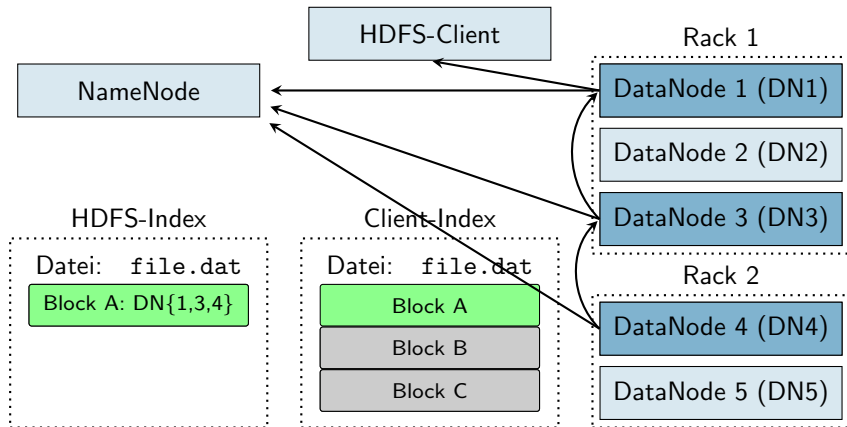 HDFS-Client
NameNode
Rack 1
DataNode 1 (DN1)
DataNode 2 (DN2)
DataNode 3 (DN3)
HDFS-Index
Datei: file.dat
Block A: DN{1,3,4}
Client-Index
Datei: file.dat
Block A
Block B
Block C
Rack 2
DataNode 4 (DN4)
DataNode 5 (DN5)